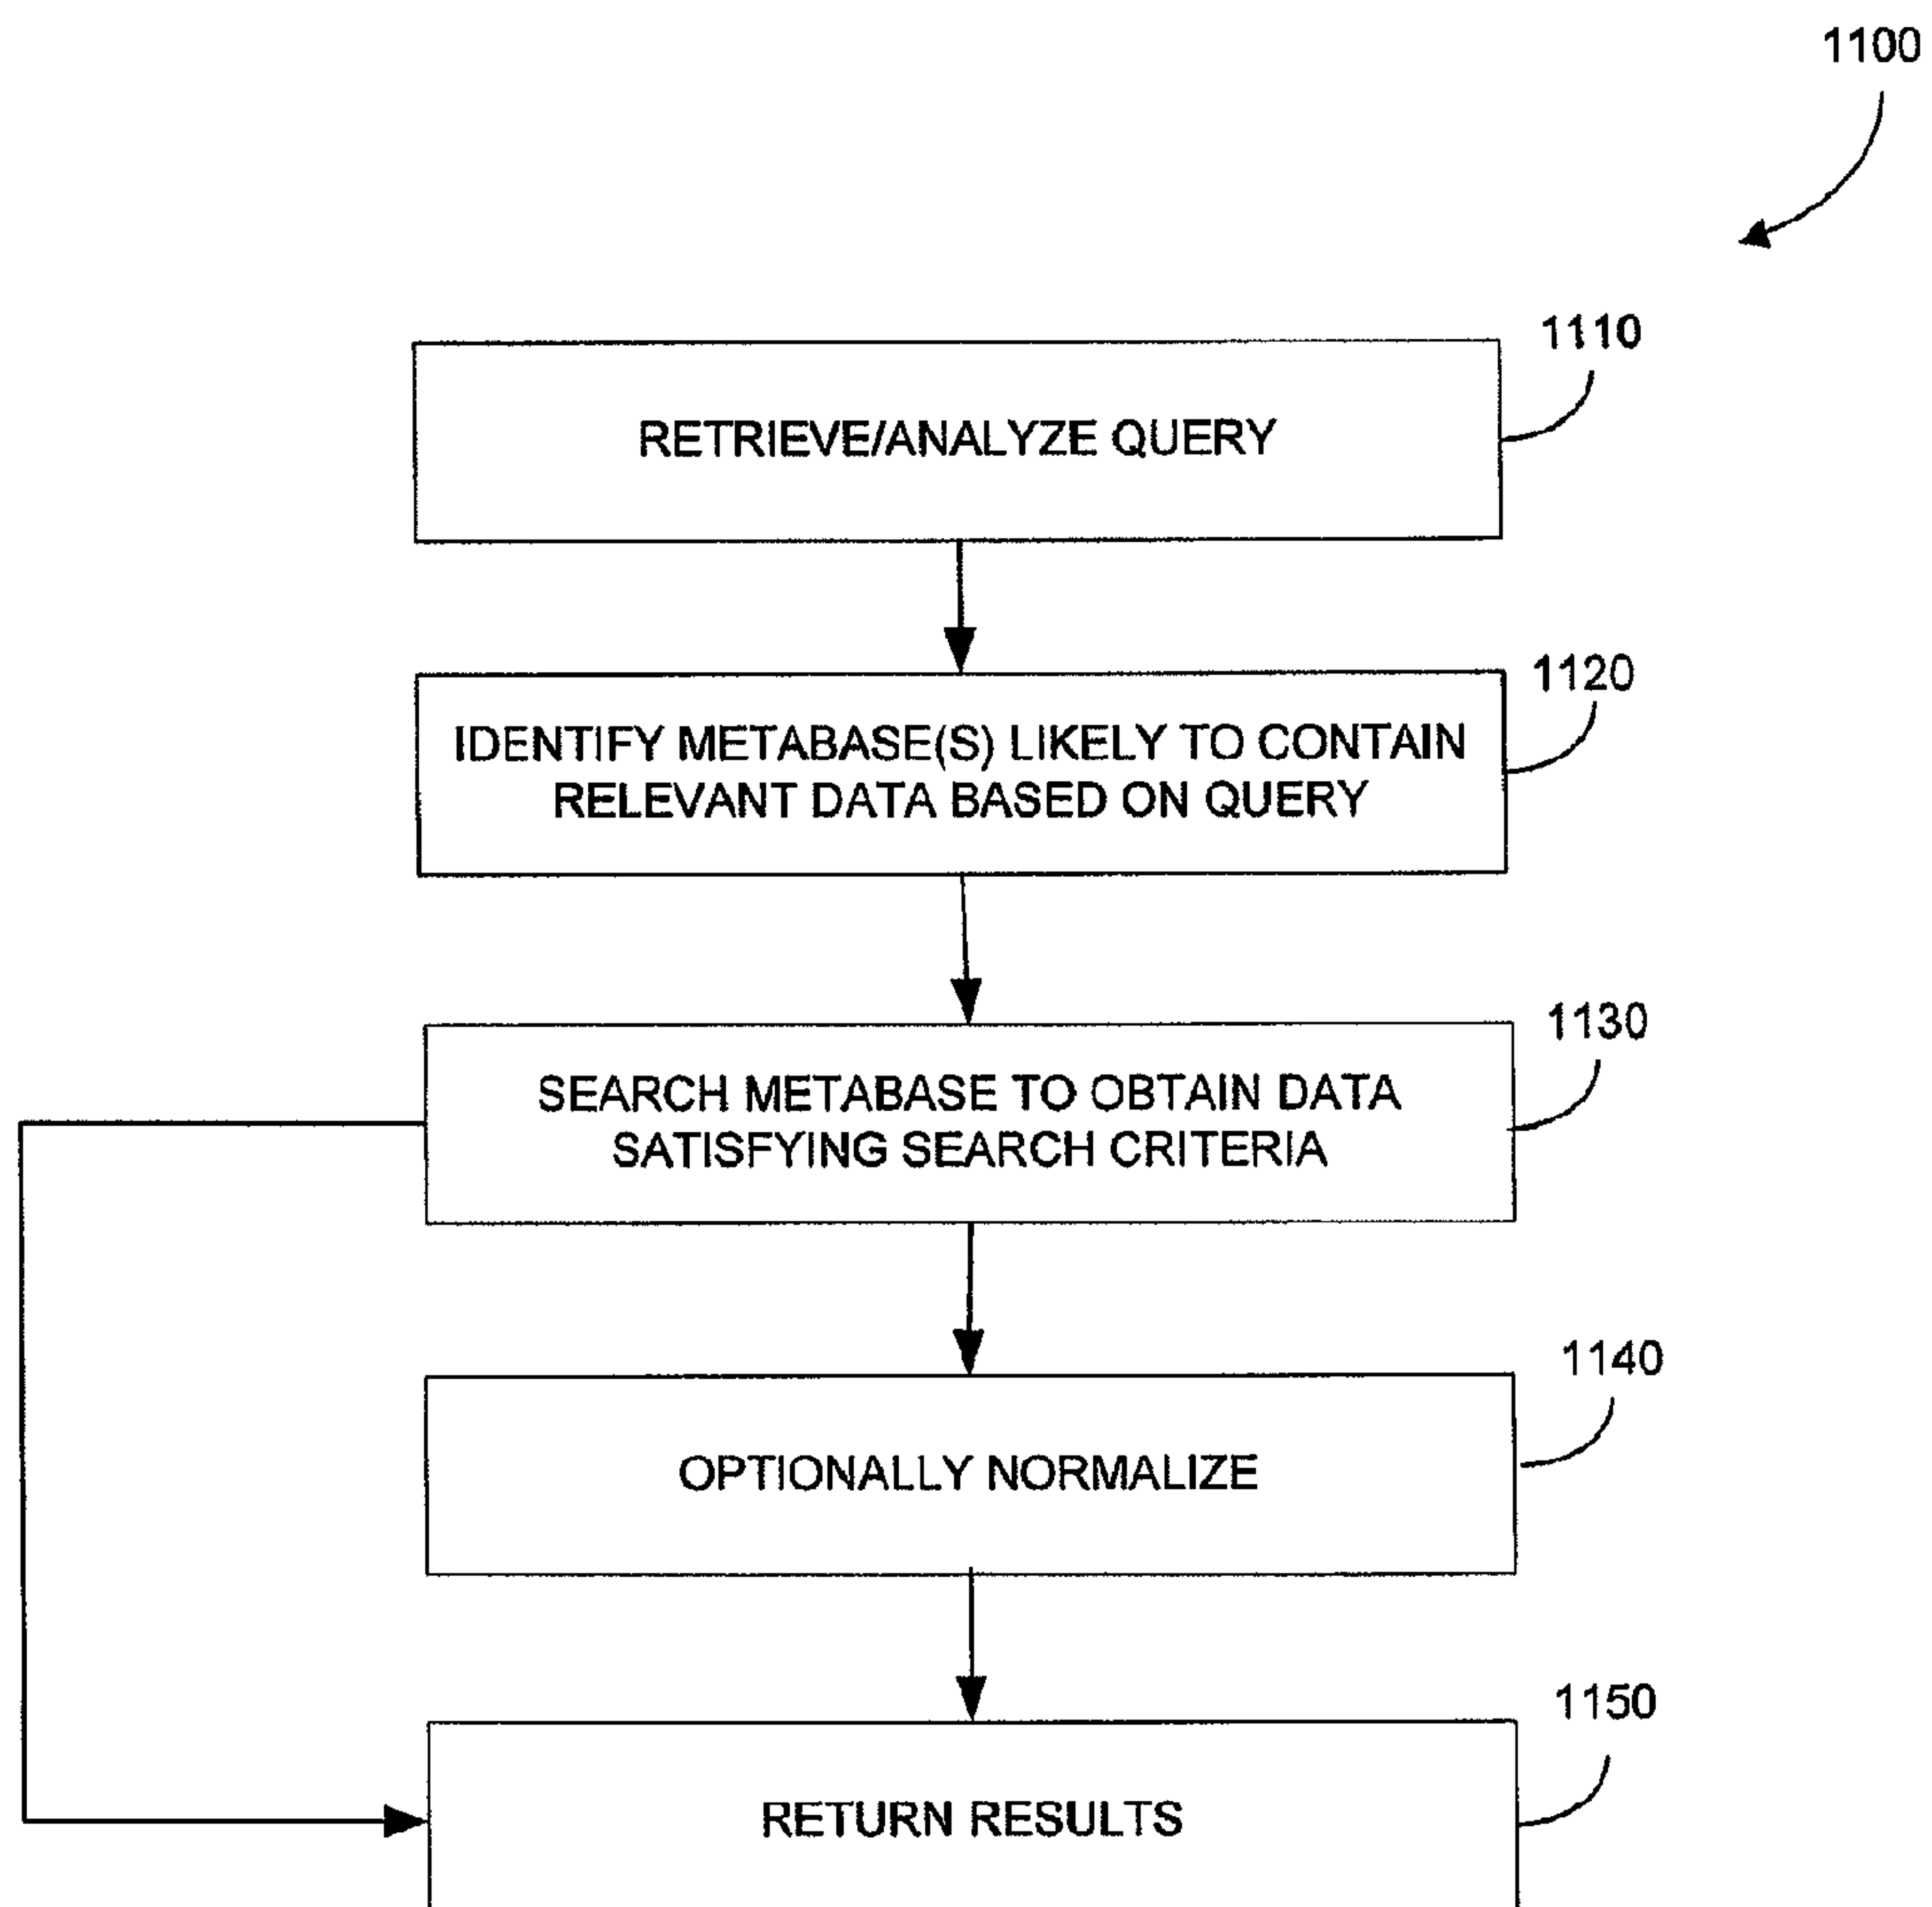 1100
1110
RETRIEVE/ANALYZE QUERY
1120
IDENTIFY METABASE(S) LIKELY TO CONTAIN
RELEVANT DATA BASED ON QUERY
1130
SEARCH METABASE TO OBTAIN DATA
SATISFYING SEARCH CRITERIA
1140
OPTIONALLY NORMALIZE
1150
RETURN RESULTS